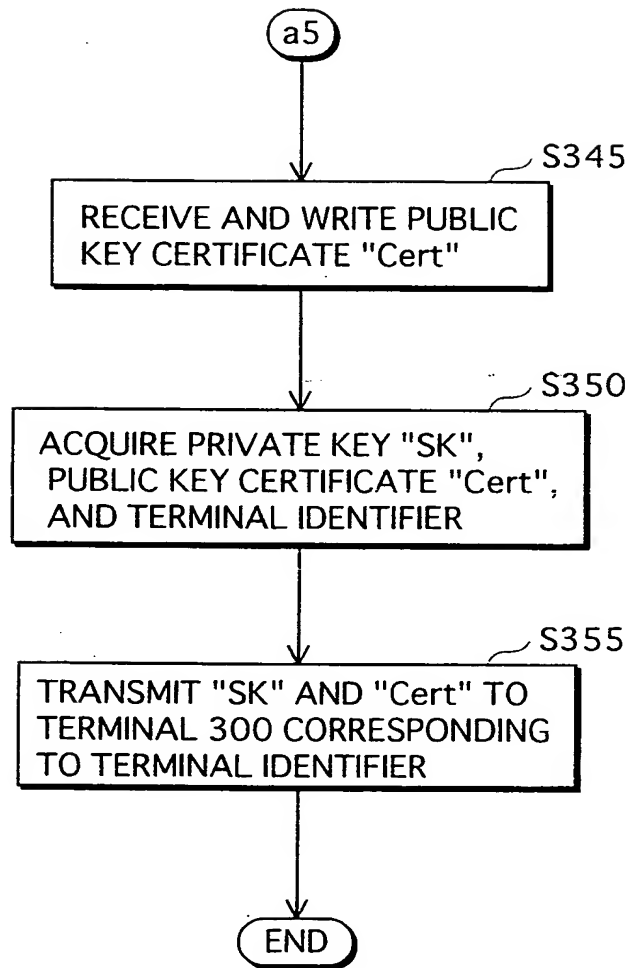 a5
S345
RECEIVE AND WRITE PUBLIC
KEY CERTIFICATE "Cert"
S350
ACQUIRE PRIVATE KEY "SK",
PUBLIC KEY CERTIFICATE "Cert",
AND TERMINAL IDENTIFIER
S355
TRANSMIT "SK" AND "Cert" TO
TERMINAL 300 CORRESPONDING
TO TERMINAL IDENTIFIER
END